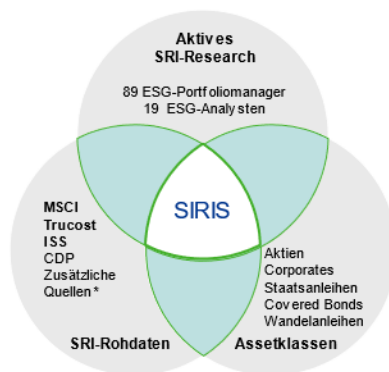 Aktives
SRI-Research
89 ESG-Portfoliomanager
19 ESG-Analysten
SIRIS
MSCI
Trucost
ISS
CDP
Zusätzliche
Quellen*
SRI-Rohdaten
Aktien
Corporates
Staatsanleihen
Covered Bonds
Wandelanleihen
Assetklassen